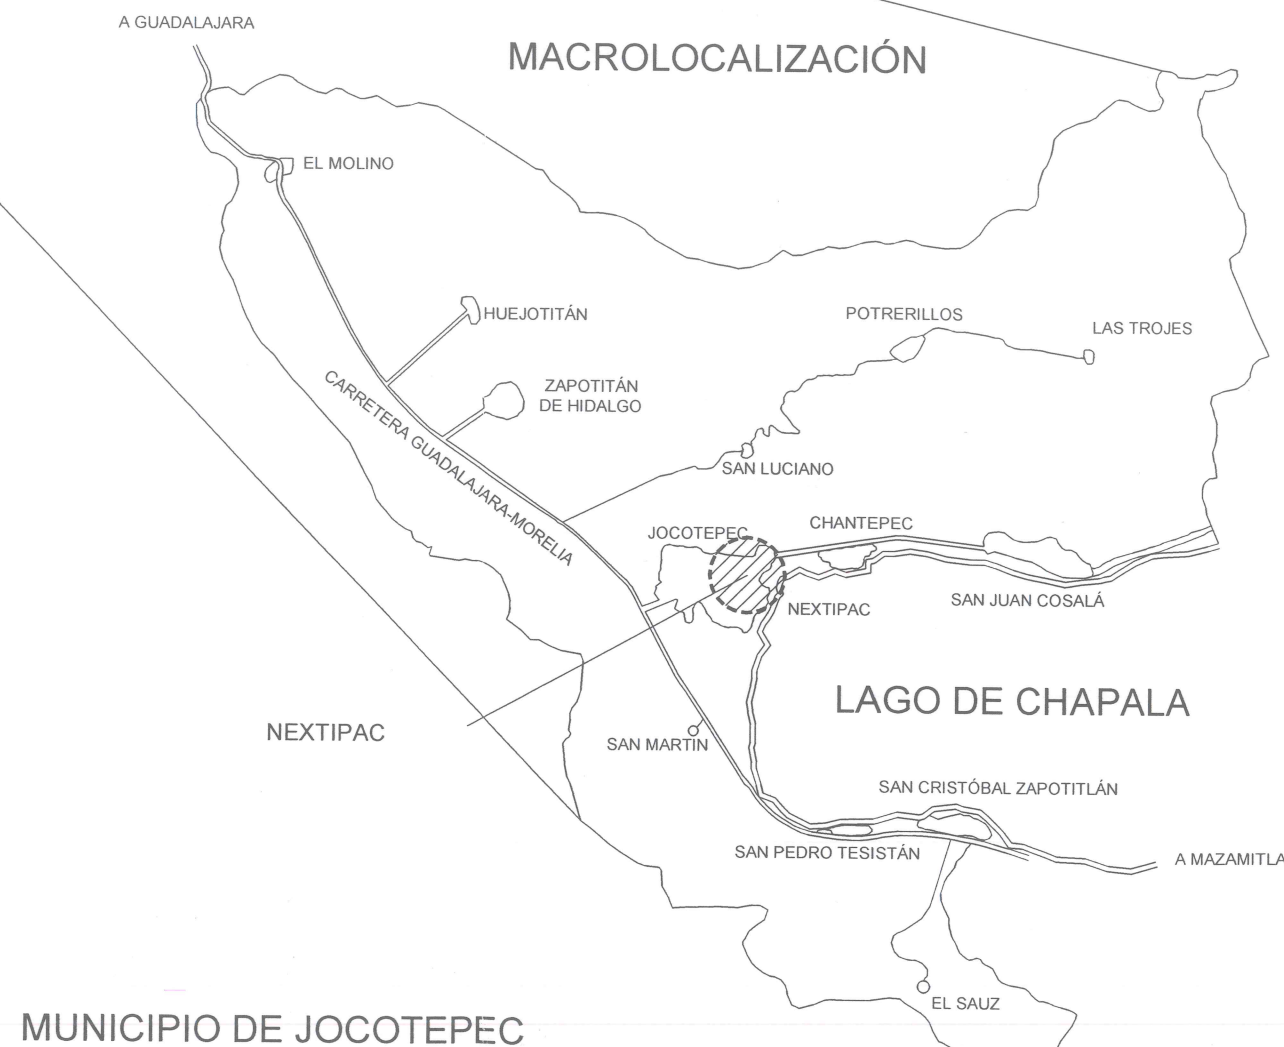 A GUADALAJARA
MACROLOCALIZACIÓN
EL MOLINO
HUEJOTITÁN
POTRERILLOS
LAS TROJES
ZAPOTITÁN
DE HIDALGO
CARRETERA GUADALAJARA-MORELIA
SAN LUCIANO
JOCOTEPEC
CHANTEPEC
SAN JUAN COSALÁ
NEXTIPAC
LAGO DE CHAPALA
NEXTIPAC
SAN MARTIN
SAN CRISTÓBAL ZAPOTITLÁN
SAN PEDRO TESISTÁN
A MAZAMITLA
EL SAUZ
MUNICIPIO DE JOCOTEPEC